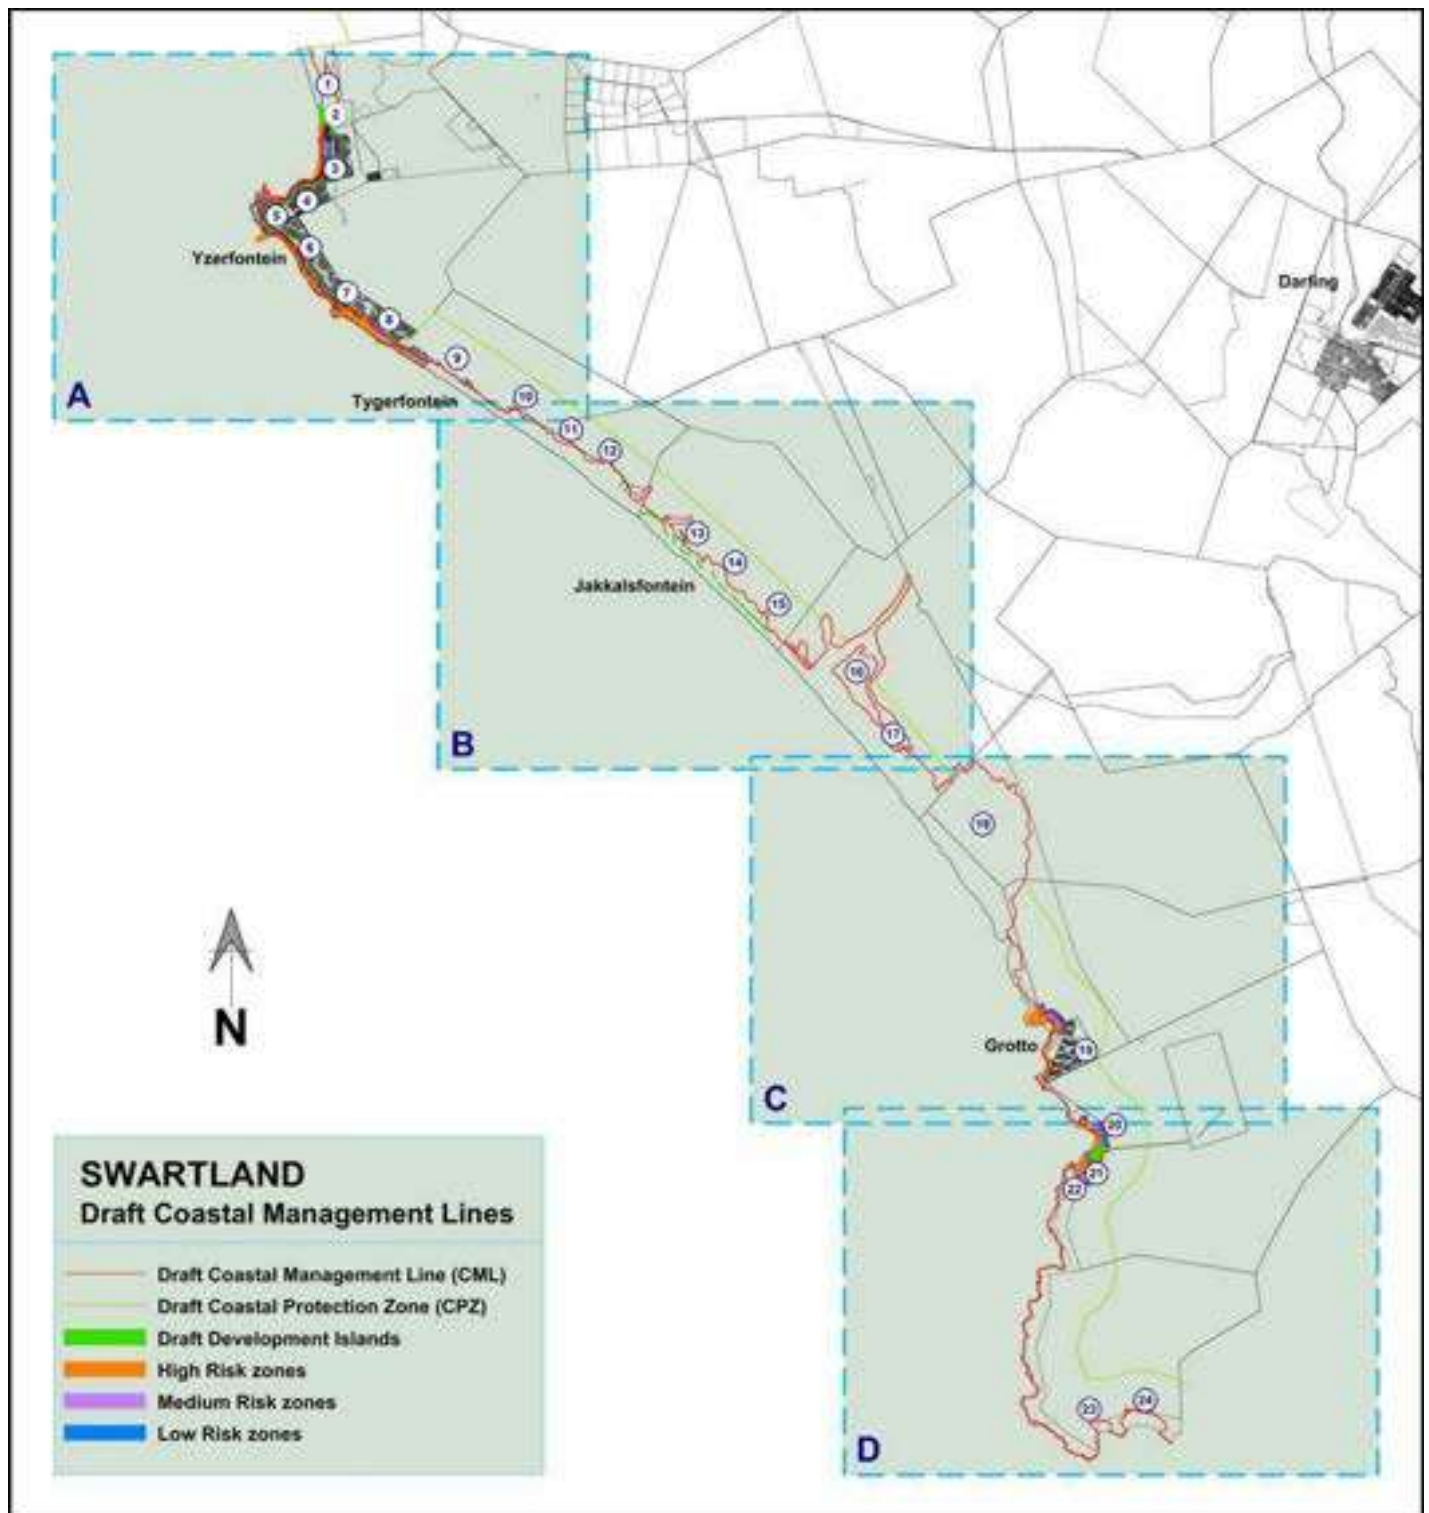 1
2
3
4
5
6
Yzerfontein
7
8
Darling
9
A
Tygerfontein
10
11
12
13
14
Jakkalsfontein
15
16
17
B
18
N
Grotto
19
C
20
21
22
SWARTLAND
Draft Coastal Management Lines
Draft Coastal Management Line (CML)
Draft Coastal Protection Zone (CPZ)
Draft Development Islands
High Risk zones
Medium Risk zones
Low Risk zones
23
24
D